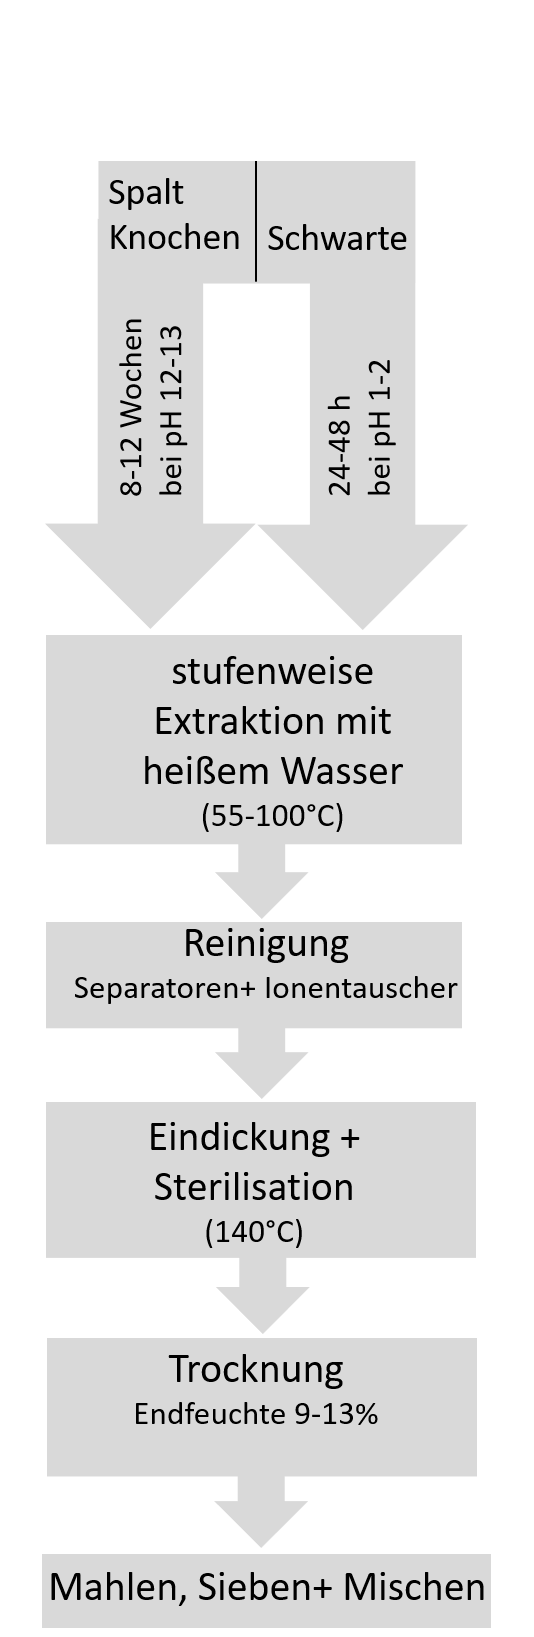 Spalt
Knochen
Schwarte
8-12 Wochen
bei pH 12-13
24-48 h
bei pH 1-2
stufenweise
Extraktion mit
heißem Wasser
(55-100°C)
Reinigung
Separatoren+ Ionentauscher
Eindickung +
Sterilisation
(140°C)
Trocknung
Endfeuchte 9-13%
Mahlen, Sieben+ Mischen